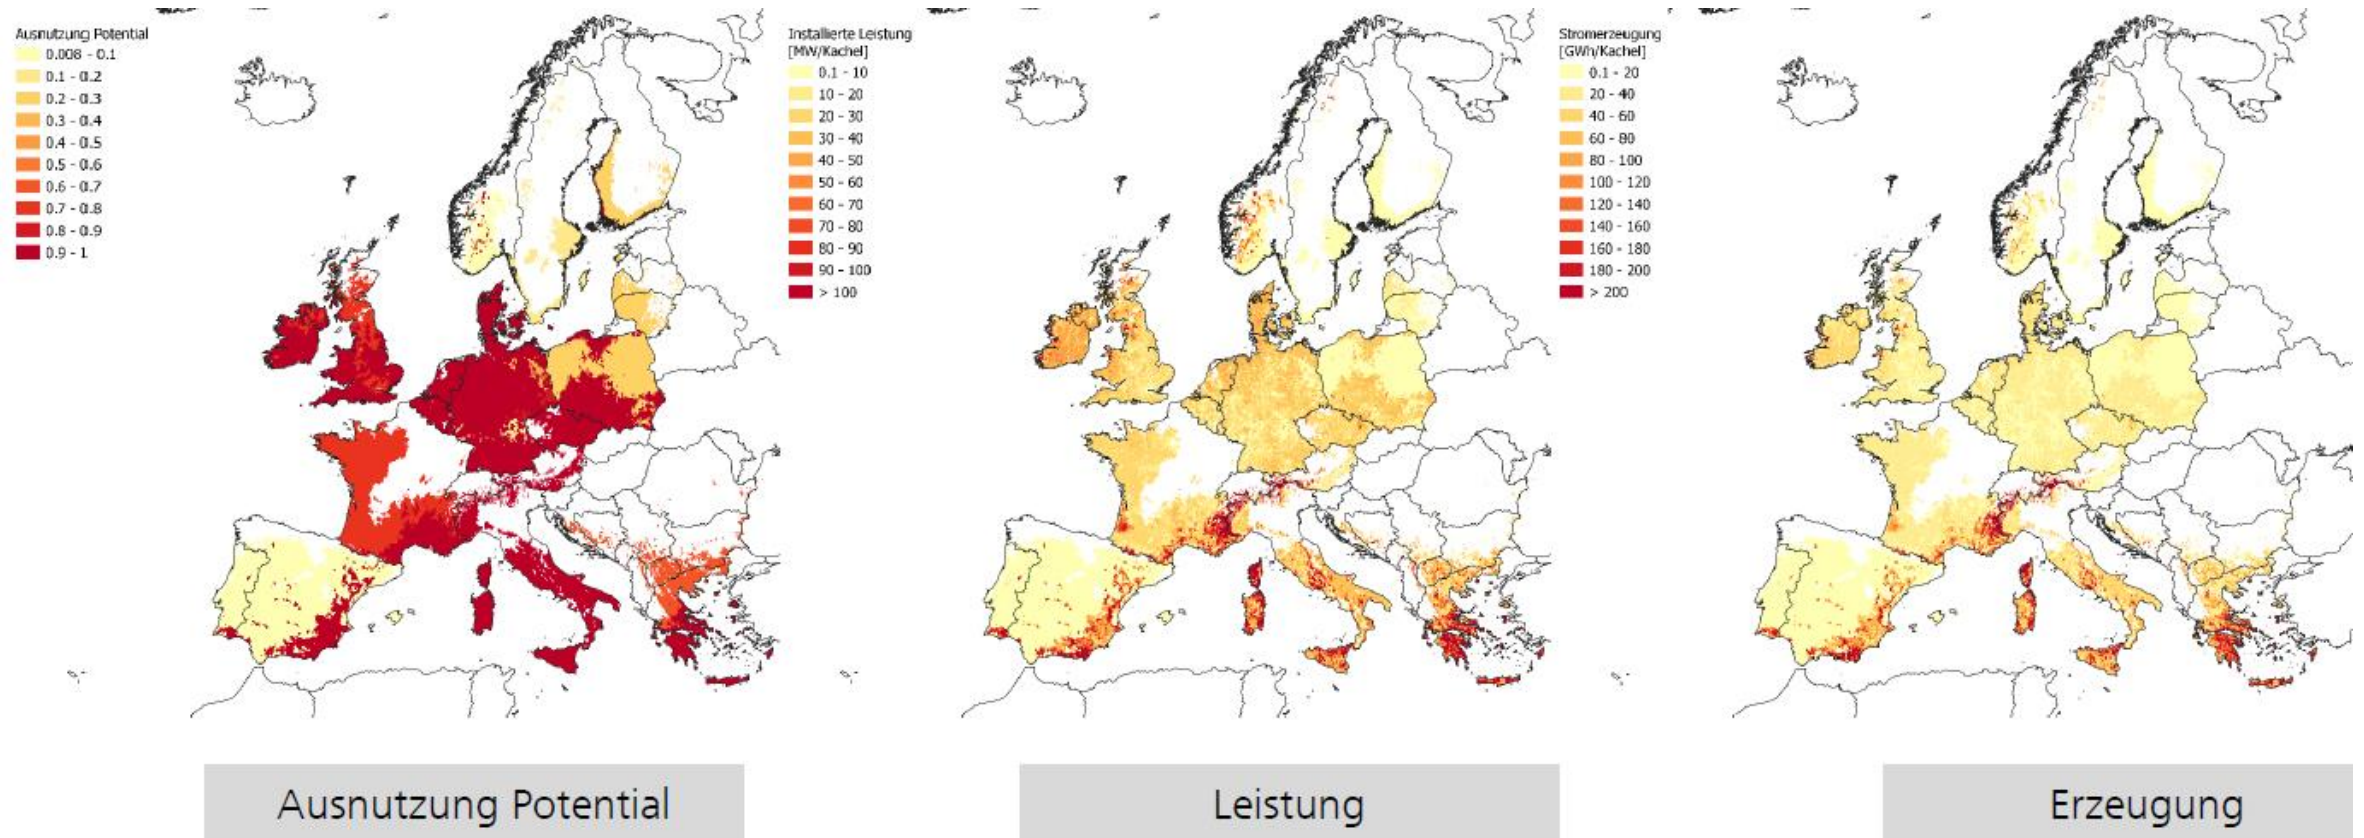 Ausnutzung Potential
0.008 - 0.1
0.1 - 0.2
0.2 - 0.3
0.3 - 0.4
0.4 - 0.5
0.5 - 0.6
0.6 - 0.7
0.7 - 0.8
0.8 - 0.9
0.9 - 1
Installierte Leistung
[MW/Kachel]
0.1 - 10
10 - 20
20 - 30
30 - 40
40 - 50
50 - 60
60 - 70
70 - 80
80 - 90
90 - 100
> 100
Stromerzeugung
[GWh/Kachel]
0.1 - 20
20 - 40
40 - 60
60 - 80
80 - 100
100 - 120
120 - 140
140 - 160
160 - 180
180 - 200
> 200
Ausnutzung Potential
Leistung
Erzeugung